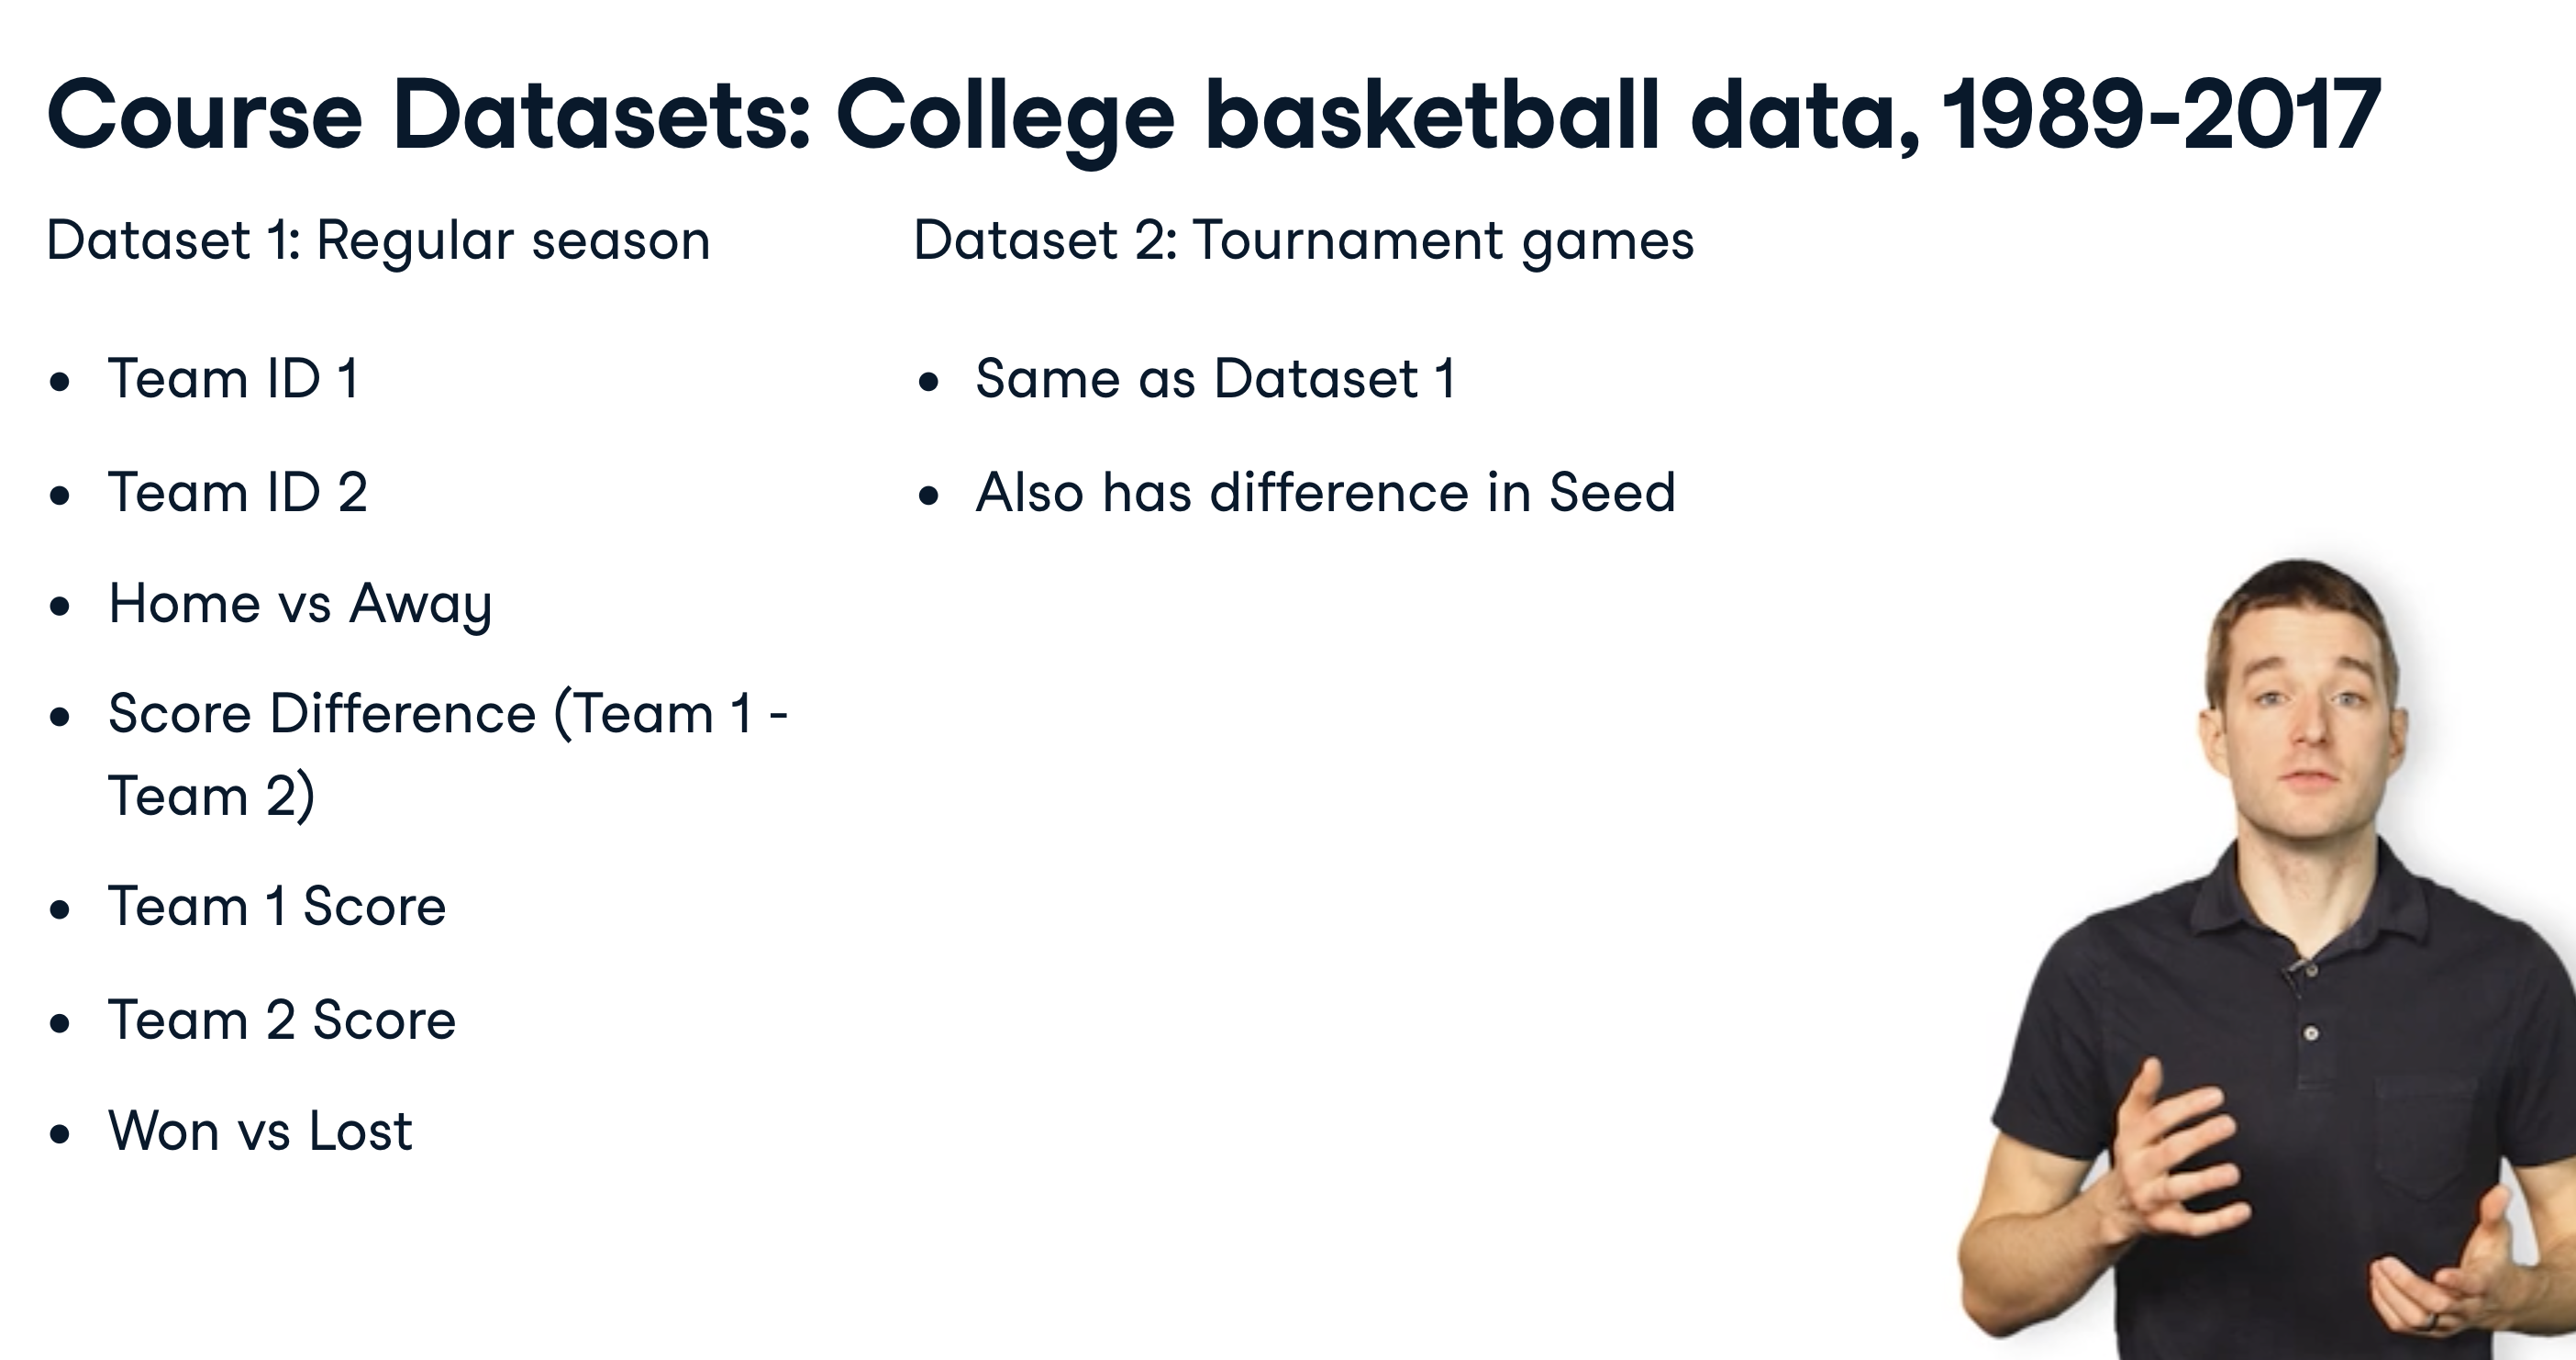 Course Datasets: College basketball data, 1989-2017
Dataset 1: Regular season
• Team ID 1
• Team ID 2
• Home vs Away
• Score Difference (Team 1 -
Team 2)
• Team 1 Score
• Team 2 Score
• Won vs Lost
Dataset 2: Tournament games
• Same as Dataset 1
• Also has difference in Seed